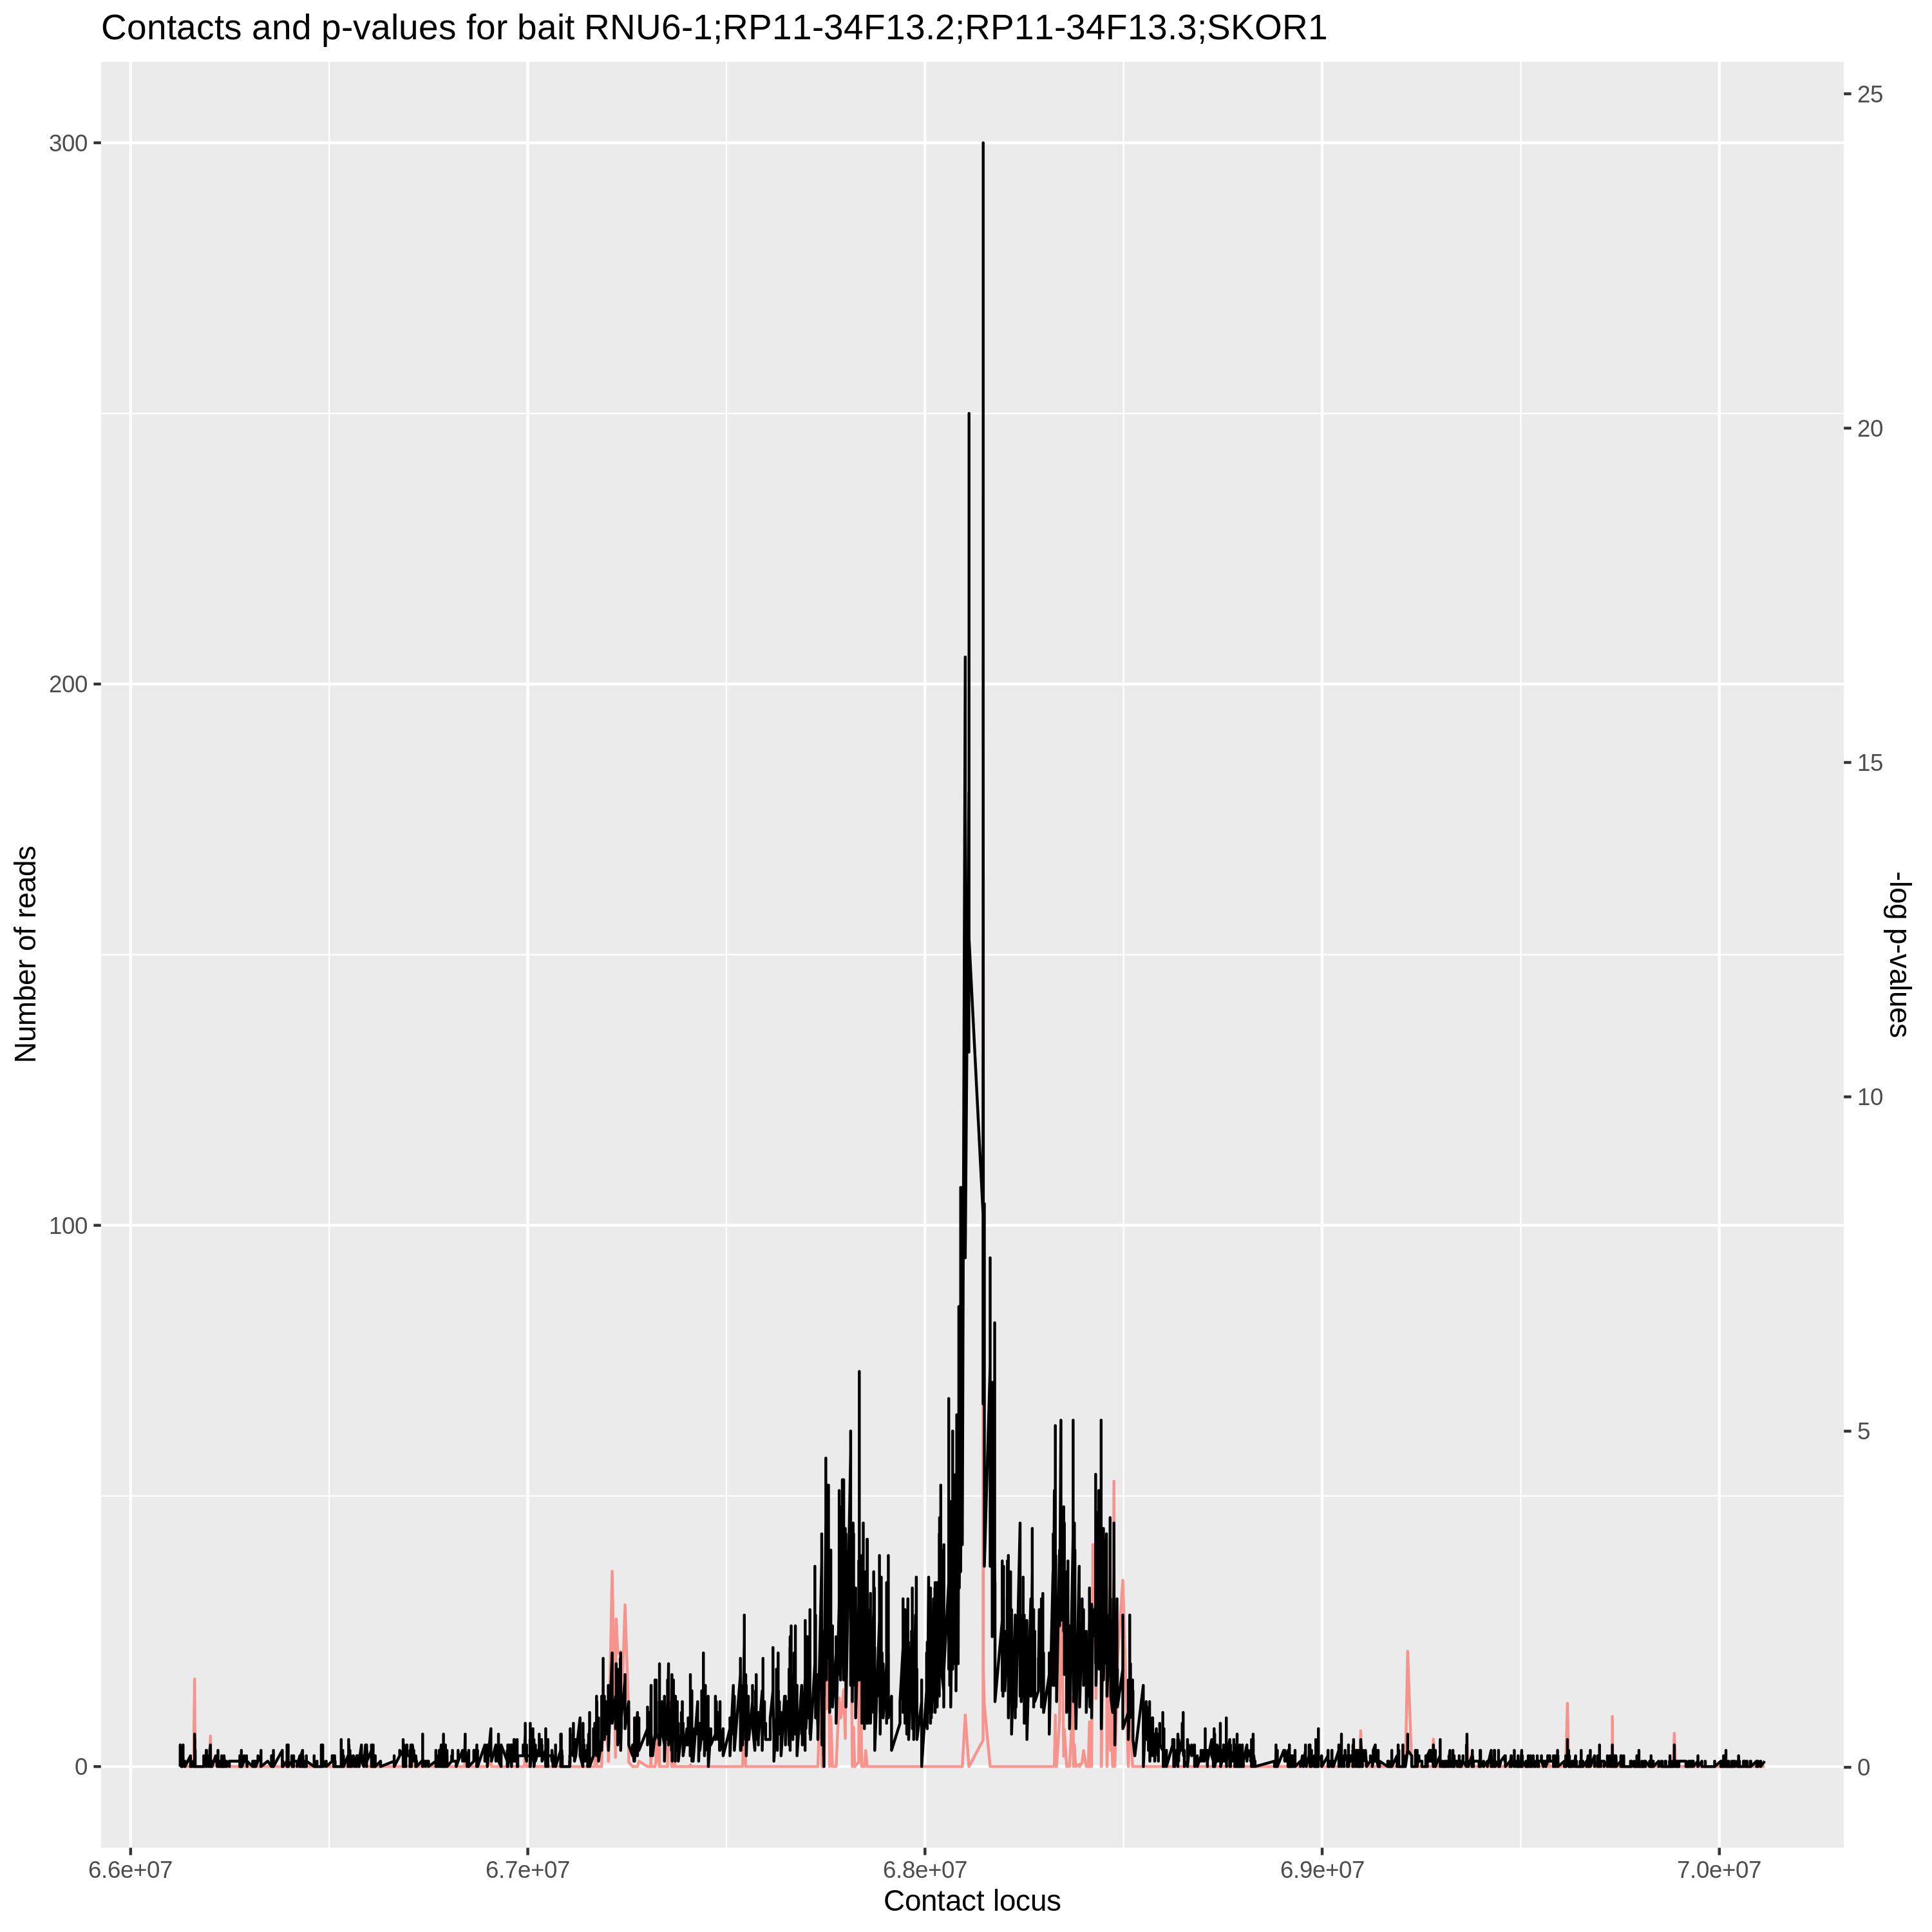 Contacts and p-values for bait RNU6-1;RP11-34F13.2;RP11-34F13.3;SKOR1
300
200
100
0
Number of reads
25
20
15
10
5
0
-log p-values
6.6e+07 6.7e+07 6.8e+07 6.9e+07 7.0e+07
Contact locus